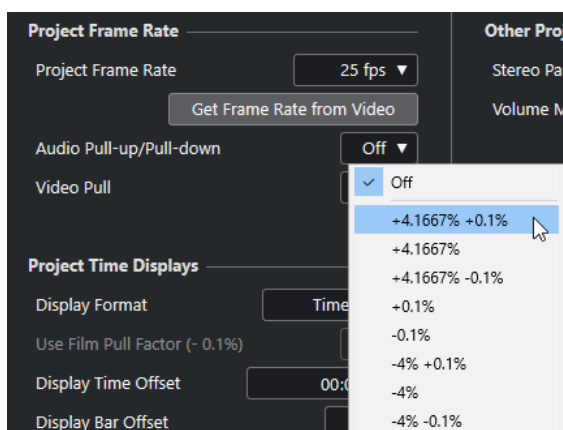 Project Frame Rate
Other Proj
Project Frame Rate 25 fps
Stereo Pa
Get Frame Rate from Video
Volume M
Audio Pull-up/Pull-down Off
Video Pull
Off
+4.1667% +0.1%
+4.1667%
+4.1667% -0.1%
+0.1%
-0.1%
-4% +0.1%
-4%
-4% -0.1%
Project Time Displays
Display Format Time
Use Film Pull Factor (- 0.1%)
Display Time Offset 00:0
Display Bar Offset